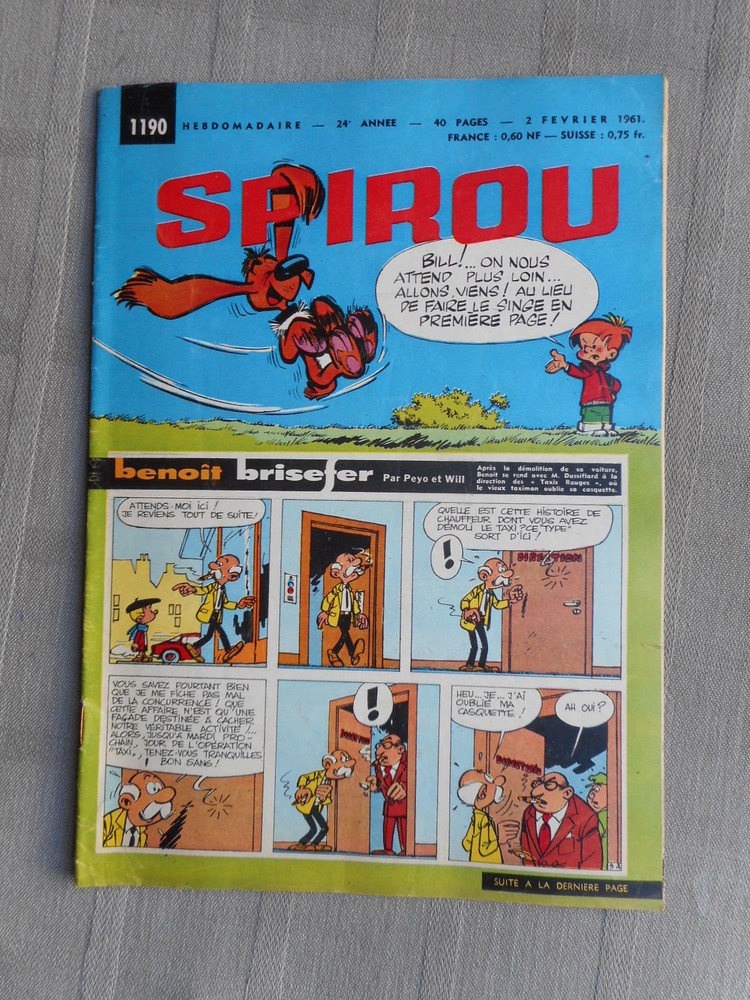 1190
HEBDOMADAIRE — 24e ANNEE — 40 PAGES — 2 FEVRIER 1961.
FRANCE : 0,60 NF — SUISSE : 0,75 fr.
SPIROU
BILL!... ON NOUS
ATTEND PLUS LOIN...
ALLONS, VIENS! AU LIEU
DE FAIRE LE SINGE EN
PREMIÈRE PAGE!
benoît brisefer Par Peyo et Will
Après la démolition de sa voiture,
Benoît se rend avec M. Dussiflard à la
direction des « Taxis Rouges », où
le vieux taximan oublie sa casquette.
ATTENDS-MOI ICI!
JE REVIENS TOUT DE SUITE!
QUELLE EST CETTE HISTOIRE DE
CHAUFFEUR DONT VOUS AVEZ
DÉMOLI LE TAXI? CE TYPE
SORT D'ICI!
!
DIRECTION
VOUS SAVEZ POURTANT BIEN
QUE JE ME FICHE PAS MAL
DE LA CONCURRENCE! QUE
CETTE AFFAIRE N'EST QU'UNE
FAÇADE DESTINÉE À CACHER
NOTRE VÉRITABLE ACTIVITÉ!...
ALORS, JUSQU'À MARDI PRO-
CHAIN, JOUR DE L'OPÉRATION
"TAXI", TENEZ-VOUS TRANQUILLES
BON SANG!
!
DIRECTION
HEU... JE... J'AI
OUBLIÉ MA
CASQUETTE!
AH OUI?
DIRECTION
SUITE A LA DERNIERE PAGE